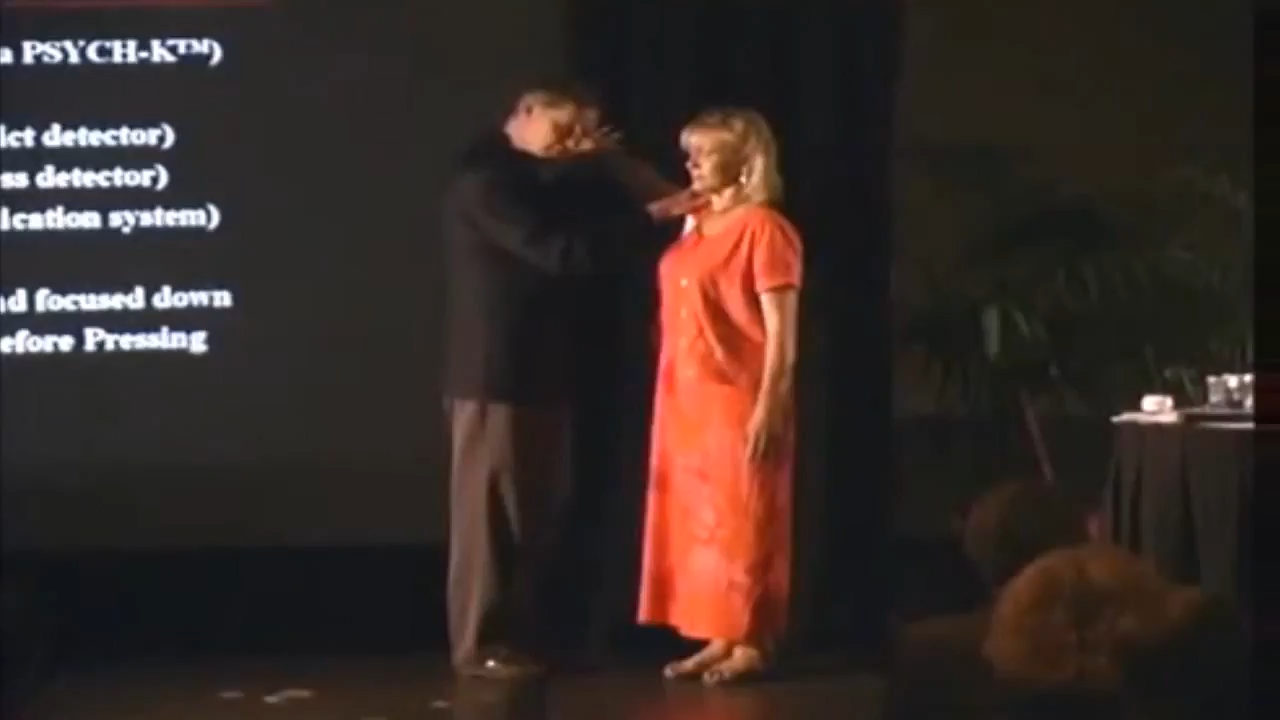 a PSYCH-K™)
ict detector)
ss detector)
ication system)
nd focused down
efore Pressing